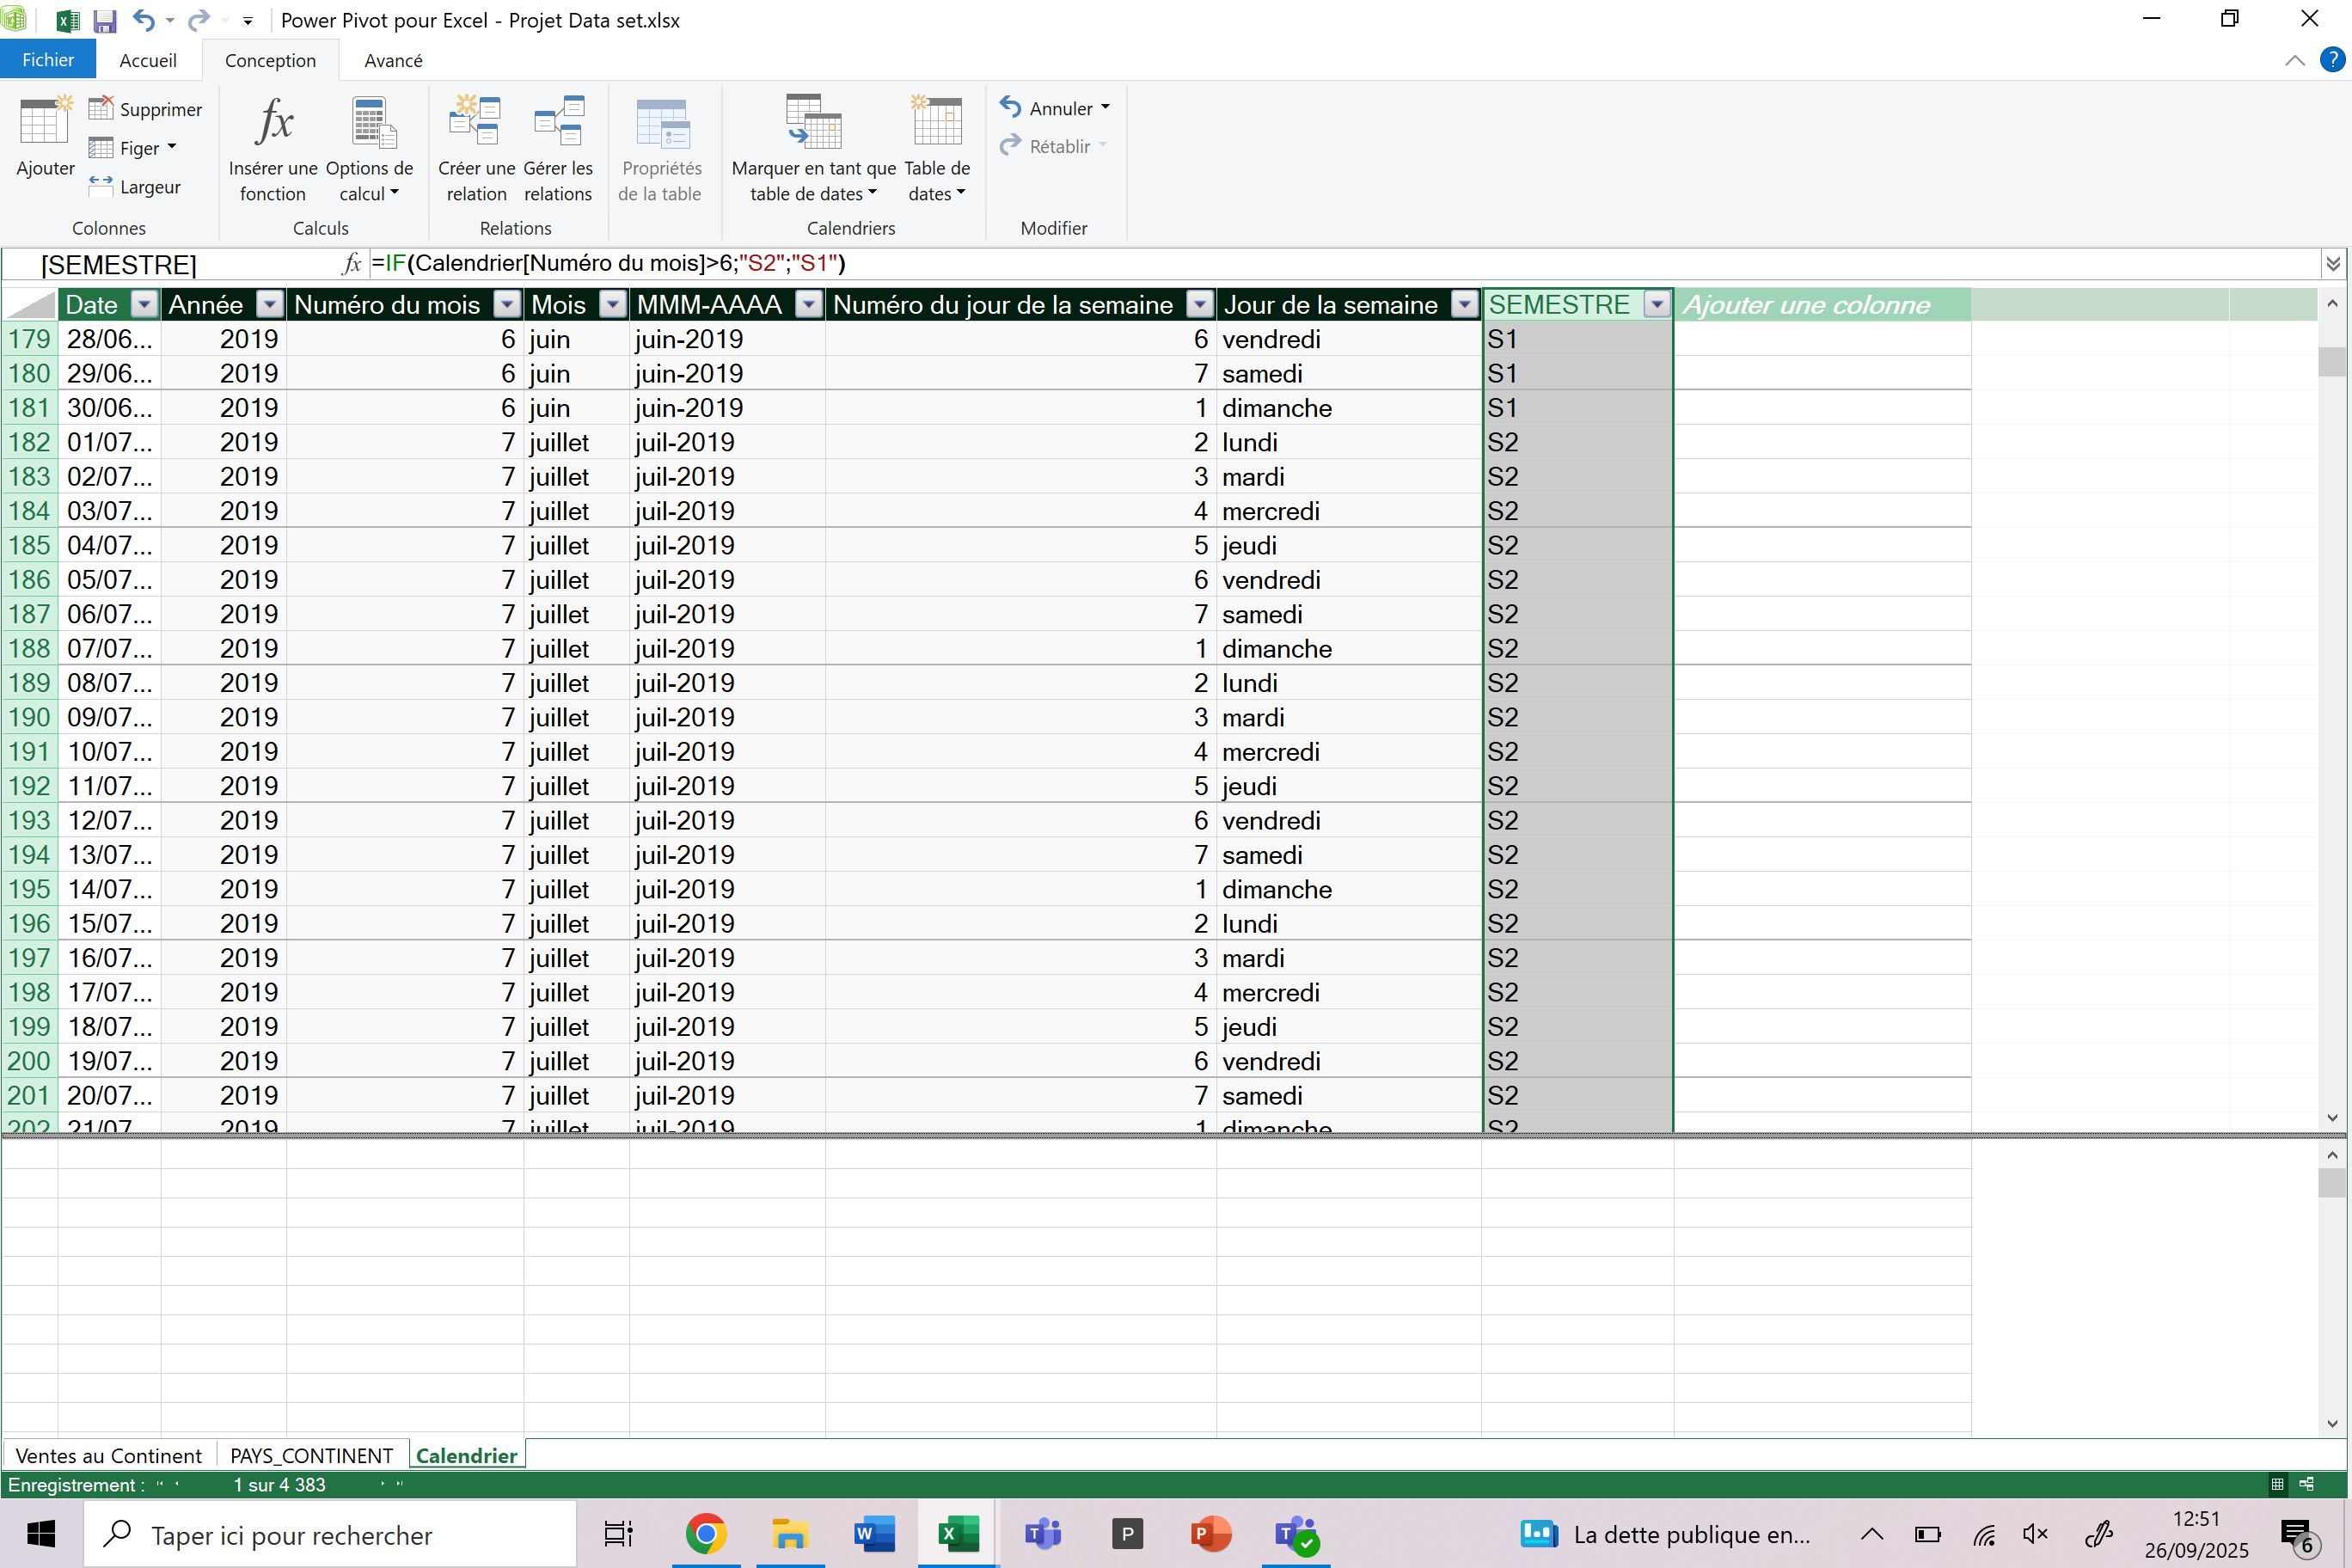 Power Pivot pour Excel - Projet Data set.xlsx
Fichier Accueil Conception Avancé
Ajouter
Supprimer
Figer
Largeur
Colonnes
Insérer une fonction
Options de calcul
Calculs
Créer une relation
Gérer les relations
Relations
Propriétés de la table
Marquer en tant que table de dates
Table de dates
Calendriers
Annuler
Rétablir
Modifier
[SEMESTRE] fx =IF(Calendrier[Numéro du mois]>6;"S2";"S1")
Date Année Numéro du mois Mois MMM-AAAA Numéro du jour de la semaine Jour de la semaine SEMESTRE Ajouter une colonne
179 28/06... 2019 6 juin juin-2019 6 vendredi S1
180 29/06... 2019 6 juin juin-2019 7 samedi S1
181 30/06... 2019 6 juin juin-2019 1 dimanche S1
182 01/07... 2019 7 juillet juil-2019 2 lundi S2
183 02/07... 2019 7 juillet juil-2019 3 mardi S2
184 03/07... 2019 7 juillet juil-2019 4 mercredi S2
185 04/07... 2019 7 juillet juil-2019 5 jeudi S2
186 05/07... 2019 7 juillet juil-2019 6 vendredi S2
187 06/07... 2019 7 juillet juil-2019 7 samedi S2
188 07/07... 2019 7 juillet juil-2019 1 dimanche S2
189 08/07... 2019 7 juillet juil-2019 2 lundi S2
190 09/07... 2019 7 juillet juil-2019 3 mardi S2
191 10/07... 2019 7 juillet juil-2019 4 mercredi S2
192 11/07... 2019 7 juillet juil-2019 5 jeudi S2
193 12/07... 2019 7 juillet juil-2019 6 vendredi S2
194 13/07... 2019 7 juillet juil-2019 7 samedi S2
195 14/07... 2019 7 juillet juil-2019 1 dimanche S2
196 15/07... 2019 7 juillet juil-2019 2 lundi S2
197 16/07... 2019 7 juillet juil-2019 3 mardi S2
198 17/07... 2019 7 juillet juil-2019 4 mercredi S2
199 18/07... 2019 7 juillet juil-2019 5 jeudi S2
200 19/07... 2019 7 juillet juil-2019 6 vendredi S2
201 20/07... 2019 7 juillet juil-2019 7 samedi S2
202 21/07... 2019 7 juillet juil-2019 1 dimanche S2
Ventes au Continent PAYS_CONTINENT Calendrier
Enregistrement : 1 sur 4 383
Taper ici pour rechercher
La dette publique en...
12:51
26/09/2025
6